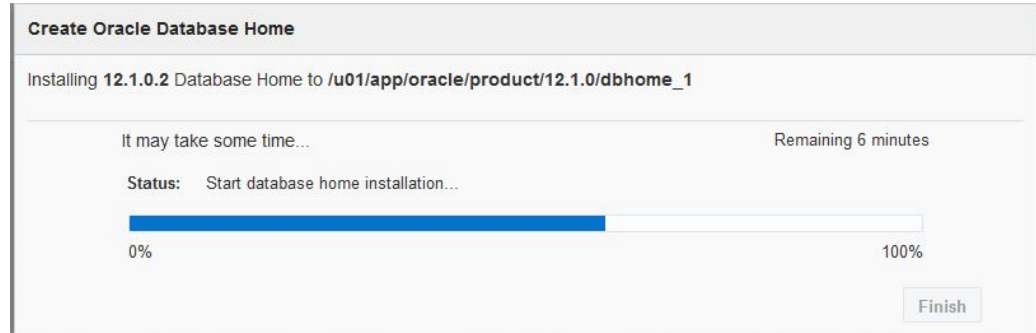 Create Oracle Database Home
Installing 12.1.0.2 Database Home to /u01/app/oracle/product/12.1.0/dbhome_1
It may take some time... Remaining 6 minutes
Status: Start database home installation...
0% 100%
Finish